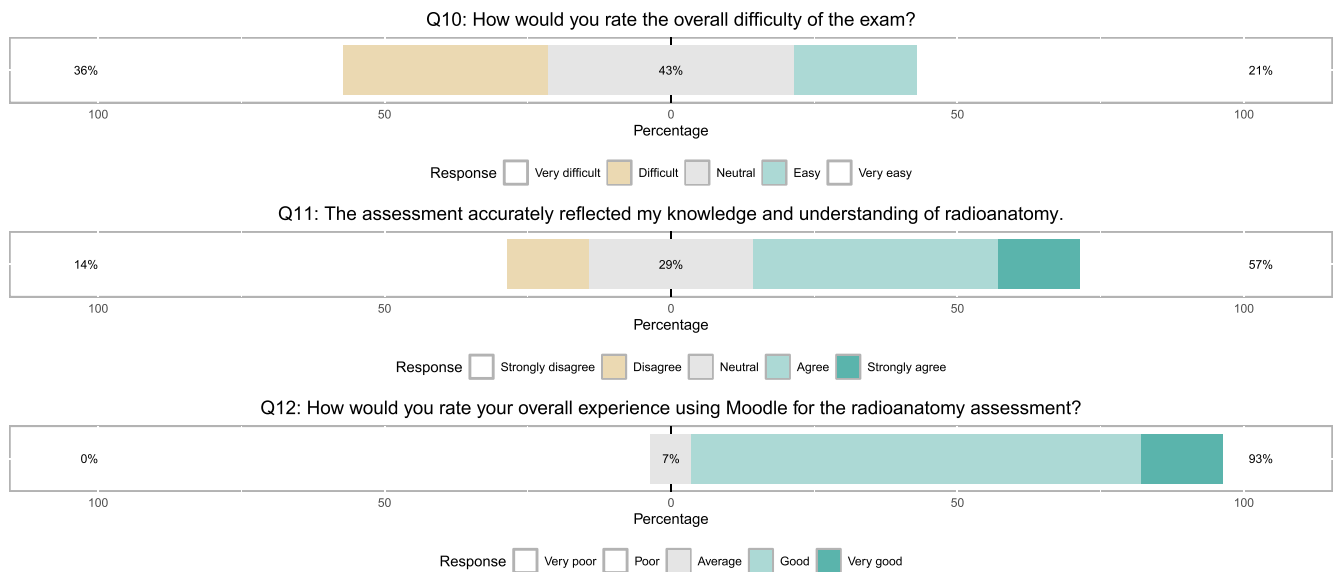 Q10: How would you rate the overall difficulty of the exam?
36% 43% 21%
100 50 0 50 100
Percentage
Response Very difficult Difficult Neutral Easy Very easy
Q11: The assessment accurately reflected my knowledge and understanding of radioanatomy.
14% 29% 57%
100 50 0 50 100
Percentage
Response Strongly disagree Disagree Neutral Agree Strongly agree
Q12: How would you rate your overall experience using Moodle for the radioanatomy assessment?
0% 7% 93%
100 50 0 50 100
Percentage
Response Very poor Poor Average Good Very good